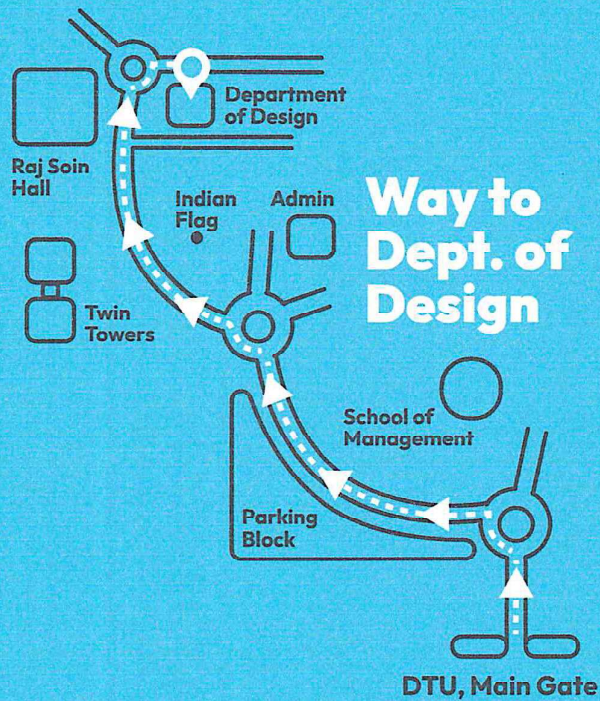 Department
of Design
Raj Soin
Hall
Indian
Flag
Admin
Way to
Dept. of
Design
Twin
Towers
School of
Management
Parking
Block
DTU, Main Gate